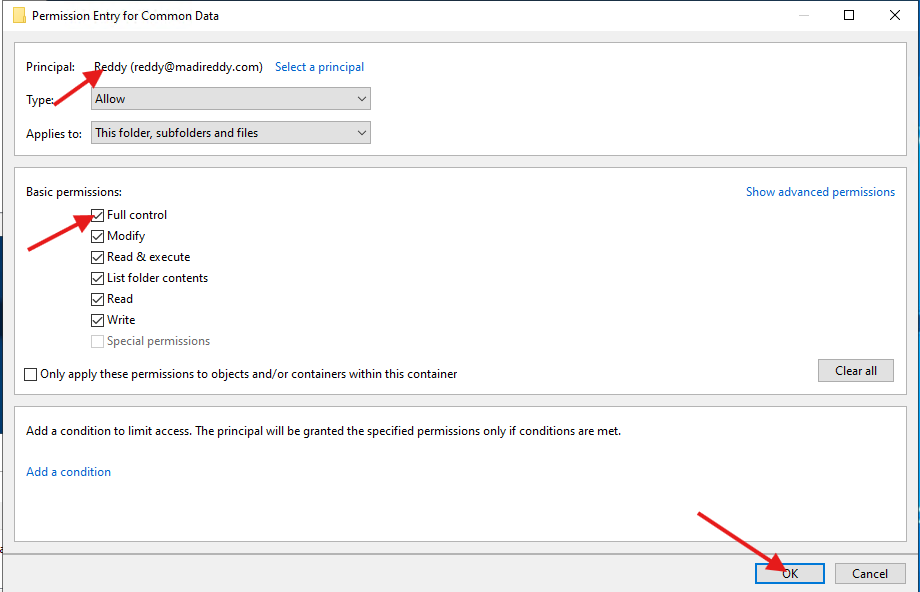 Permission Entry for Common Data
Principal: Reddy (reddy@madireddy.com) Select a principal
Type: Allow
Applies to: This folder, subfolders and files
Basic permissions: Show advanced permissions
Full control
Modify
Read & execute
List folder contents
Read
Write
Special permissions
Only apply these permissions to objects and/or containers within this container
Clear all
Add a condition to limit access. The principal will be granted the specified permissions only if conditions are met.
Add a condition
OK Cancel